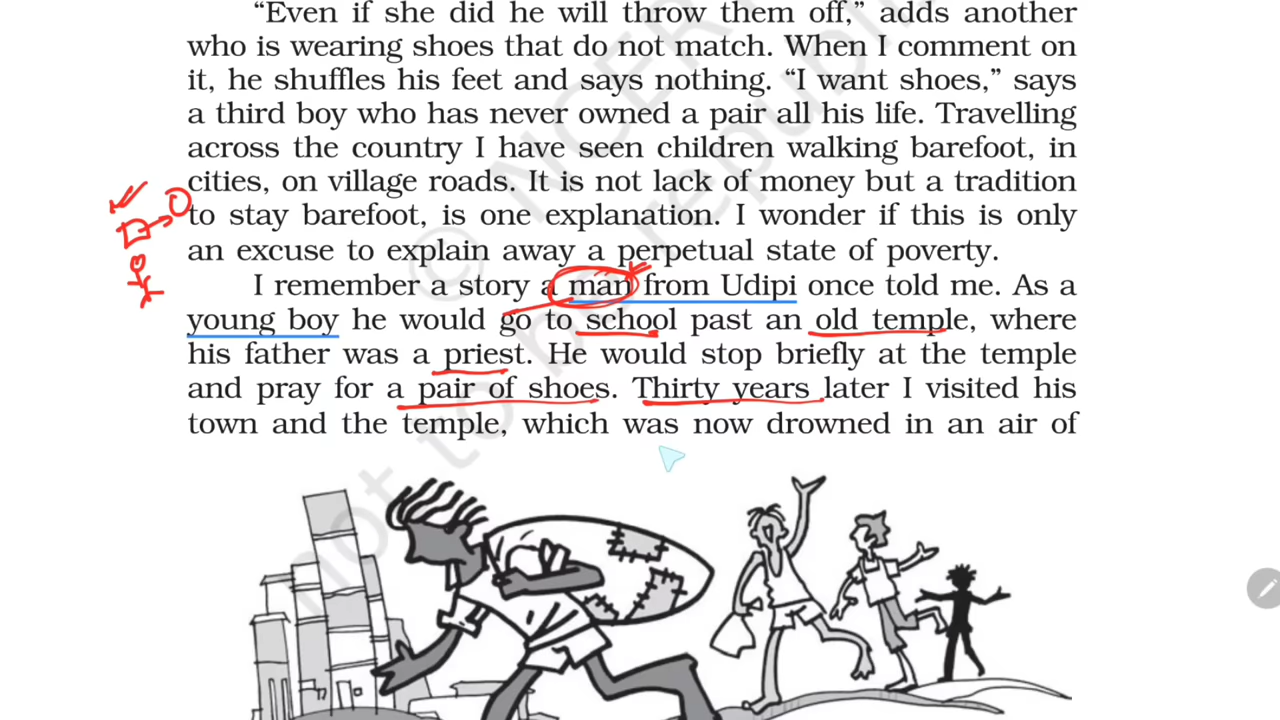 “Even if she did he will throw them off,” adds another
who is wearing shoes that do not match. When I comment on
it, he shuffles his feet and says nothing. “I want shoes,” says
a third boy who has never owned a pair all his life. Travelling
across the country I have seen children walking barefoot, in
cities, on village roads. It is not lack of money but a tradition
to stay barefoot, is one explanation. I wonder if this is only
an excuse to explain away a perpetual state of poverty.
I remember a story a man from Udipi once told me. As a
young boy he would go to school past an old temple, where
his father was a priest. He would stop briefly at the temple
and pray for a pair of shoes. Thirty years later I visited his
town and the temple, which was now drowned in an air of
© NCERT
not to be republi